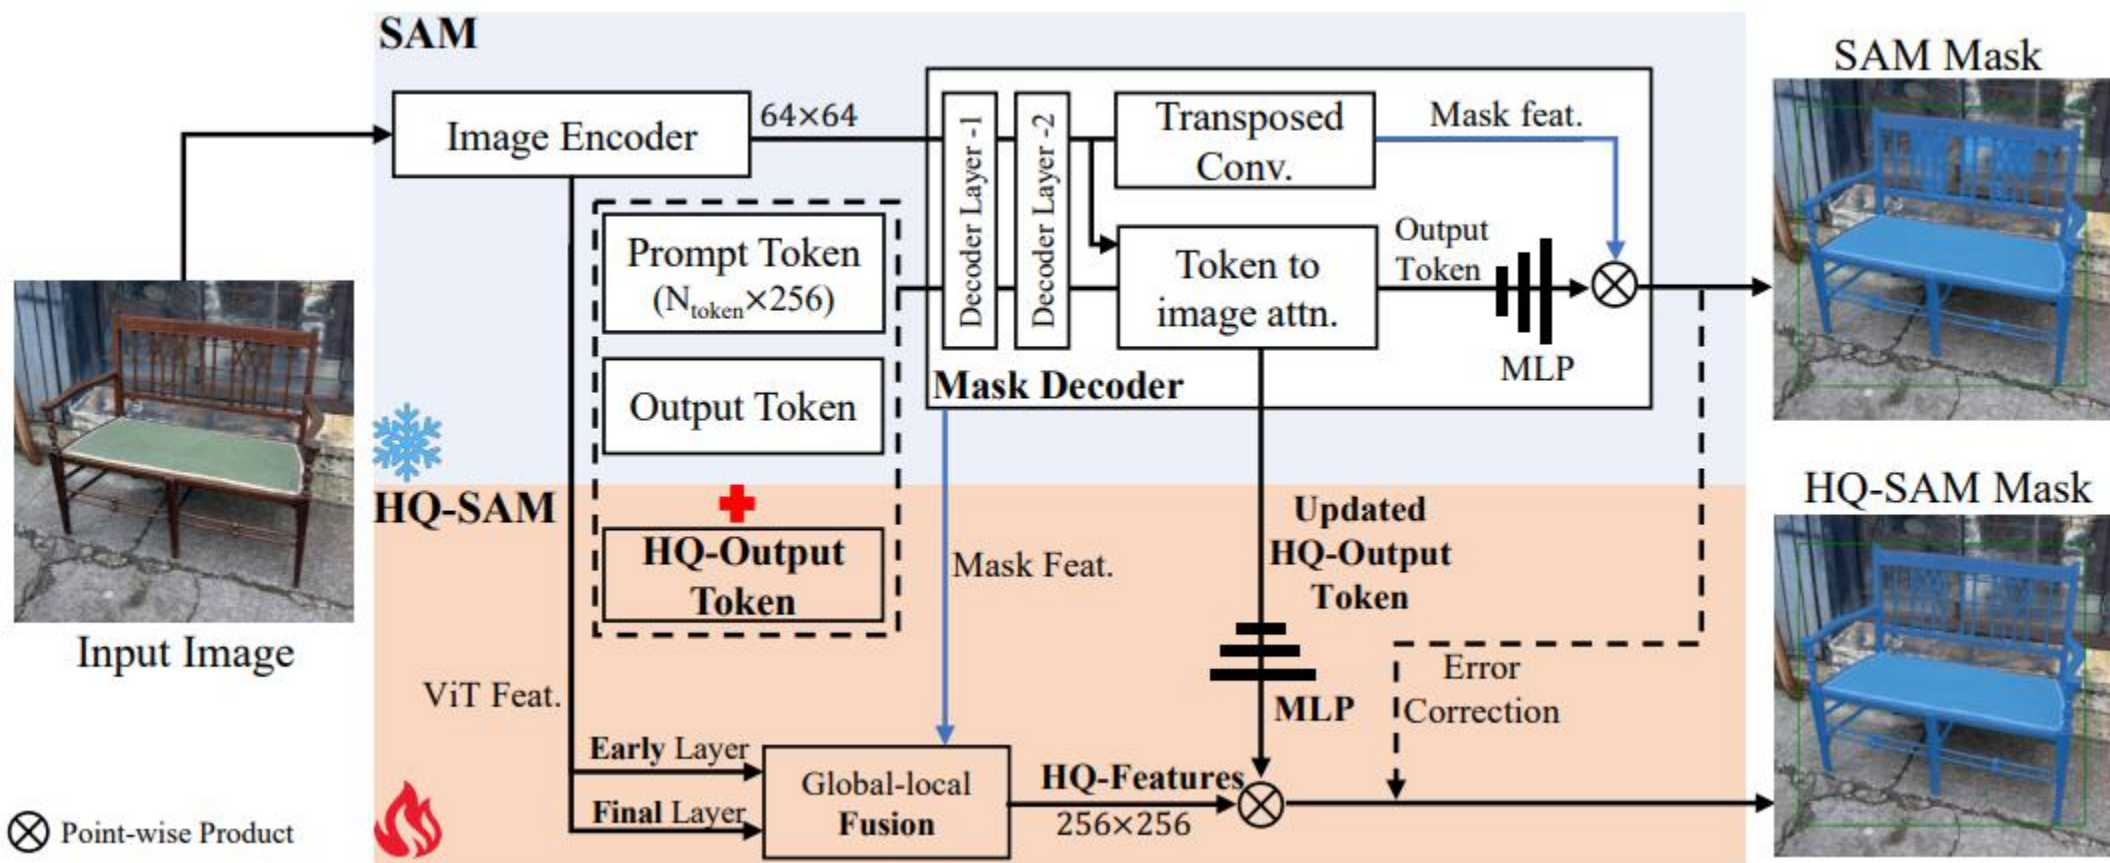 SAM
SAM Mask
Image Encoder
64×64
Decoder Layer -1
Decoder Layer -2
Transposed
Conv.
Mask feat.
Prompt Token
(N_token×256)
Token to
image attn.
Output
Token
MLP
Mask Decoder
Output Token
HQ-SAM
HQ-SAM Mask
HQ-Output
Token
Mask Feat.
Updated
HQ-Output
Token
Input Image
ViT Feat.
MLP
Error
Correction
Early Layer
Final Layer
Global-local
Fusion
HQ-Features
256×256
Point-wise Product